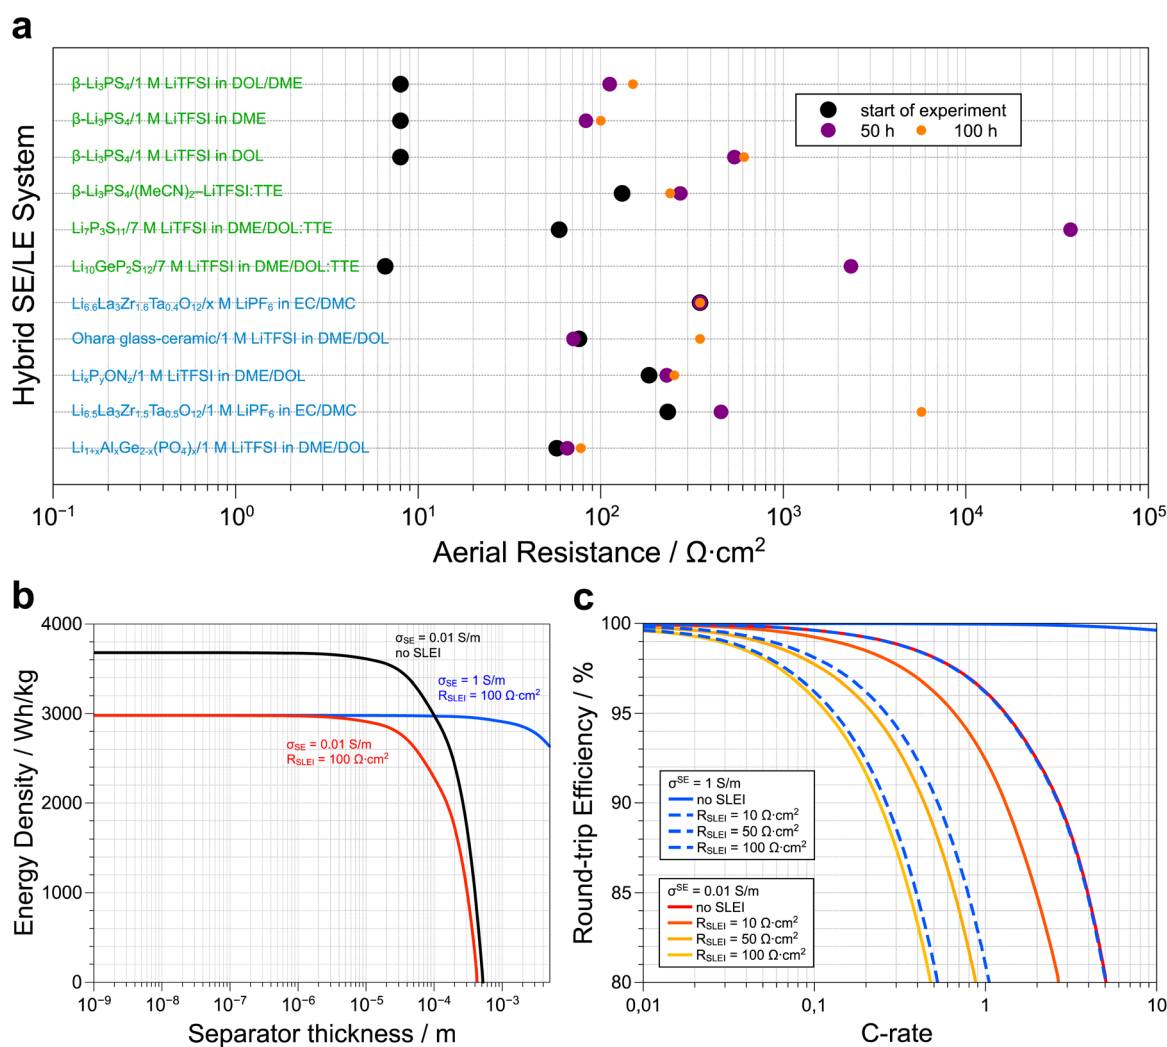 a
Hybrid SE/LE System
β-Li₃PS₄/1 M LiTFSI in DOL/DME
β-Li₃PS₄/1 M LiTFSI in DME
β-Li₃PS₄/1 M LiTFSI in DOL
β-Li₃PS₄/(MeCN)₂–LiTFSI:TTE
Li₇P₃S₁₁/7 M LiTFSI in DME/DOL:TTE
Li₁₀GeP₂S₁₂/7 M LiTFSI in DME/DOL:TTE
Li₆.₆La₃Zr₁.₆Ta₀.₄O₁₂/x M LiPF₆ in EC/DMC
Ohara glass-ceramic/1 M LiTFSI in DME/DOL
LiₓPᵧONz/1 M LiTFSI in DME/DOL
Li₆.₅La₃Zr₁.₅Ta₀.₅O₁₂/1 M LiPF₆ in EC/DMC
Li₁₊ₓAlₓGe₂₋ₓ(PO₄)ₓ/1 M LiTFSI in DME/DOL
start of experiment
50 h 100 h
10⁻¹ 10⁰ 10¹ 10² 10³ 10⁴ 10⁵
Aerial Resistance / Ω·cm²
b
Energy Density / Wh/kg
4000
3000
2000
1000
0
σSE = 0.01 S/m
no SLEI
σSE = 1 S/m
RSLEI = 100 Ω·cm²
σSE = 0.01 S/m
RSLEI = 100 Ω·cm²
10⁻⁹ 10⁻⁸ 10⁻⁷ 10⁻⁶ 10⁻⁵ 10⁻⁴ 10⁻³
Separator thickness / m
c
Round-trip Efficiency / %
100
95
90
85
80
σSE = 1 S/m
no SLEI
RSLEI = 10 Ω·cm²
RSLEI = 50 Ω·cm²
RSLEI = 100 Ω·cm²
σSE = 0.01 S/m
no SLEI
RSLEI = 10 Ω·cm²
RSLEI = 50 Ω·cm²
RSLEI = 100 Ω·cm²
0,01 0,1 1 10
C-rate